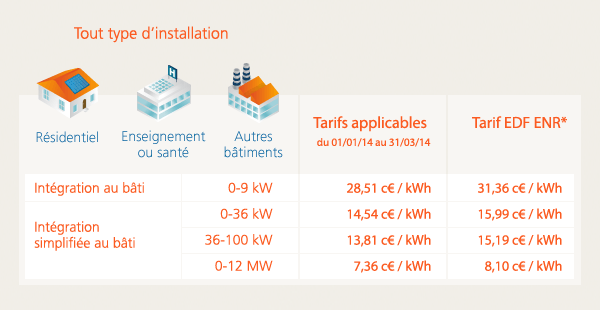 Tout type d'installation
H
Résidentiel
Enseignement
ou santé
Autres
bâtiments
Tarifs applicables
du 01/01/14 au 31/03/14
Tarif EDF ENR*
Intégration au bâti 0-9 kW 28,51 c€ / kWh 31,36 c€ / kWh
Intégration
simplifiée au bâti
0-36 kW 14,54 c€ / kWh 15,99 c€ / kWh
36-100 kW 13,81 c€ / kWh 15,19 c€ / kWh
0-12 MW 7,36 c€ / kWh 8,10 c€ / kWh